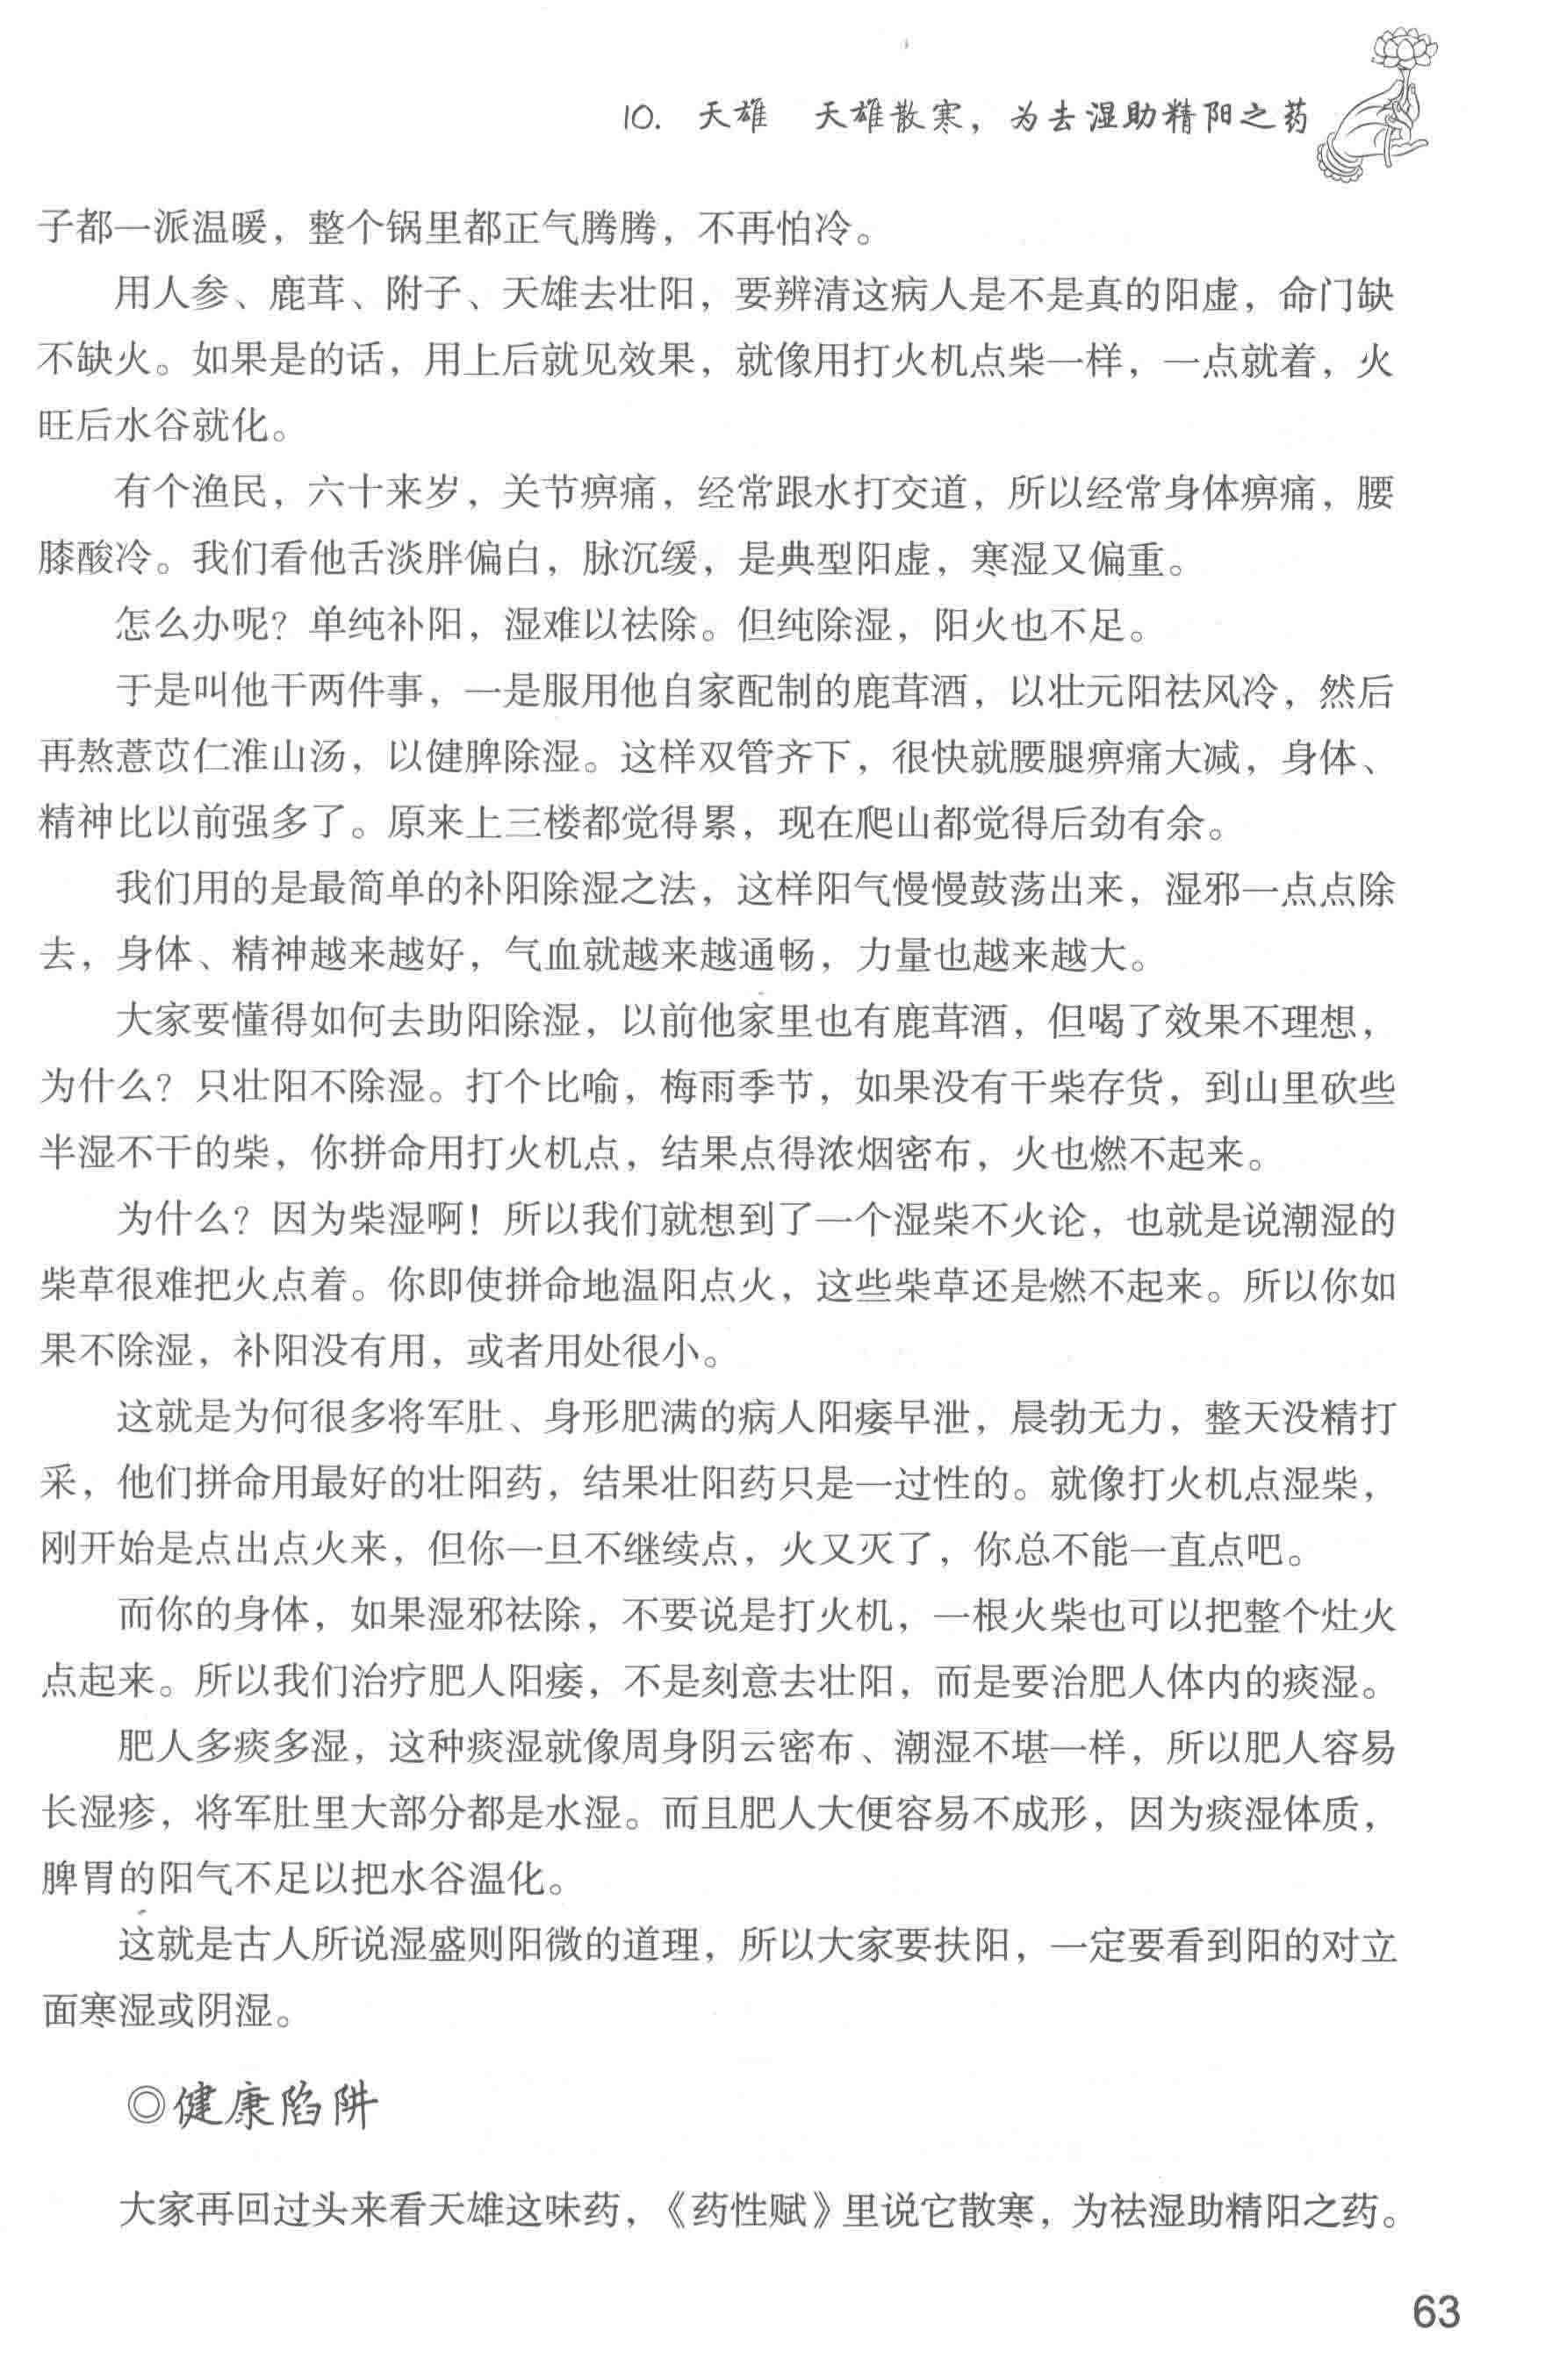 10. 天雄　天雄散寒，为去湿助精阳之药
子都一派温暖，整个锅里都正气腾腾，不再怕冷。
用人参、鹿茸、附子、天雄去壮阳，要辨清这病人是不是真的阳虚，命门缺
不缺火。如果是的话，用上后就见效果，就像用打火机点柴一样，一点就着，火
旺后水谷就化。
有个渔民，六十来岁，关节痹痛，经常跟水打交道，所以经常身体痹痛，腰
膝酸冷。我们看他舌淡胖偏白，脉沉缓，是典型阳虚，寒湿又偏重。
怎么办呢？单纯补阳，湿难以祛除。但纯除湿，阳火也不足。
于是叫他干两件事，一是服用他自家配制的鹿茸酒，以壮元阳祛风冷，然后
再熬薏苡仁淮山汤，以健脾除湿。这样双管齐下，很快就腰腿痹痛大减，身体、
精神比以前强多了。原来上三楼都觉得累，现在爬山都觉得后劲有余。
我们用的是最简单的补阳除湿之法，这样阳气慢慢鼓荡出来，湿邪一点点除
去，身体、精神越来越好，气血就越来越通畅，力量也越来越大。
大家要懂得如何去助阳除湿，以前他家里也有鹿茸酒，但喝了效果不理想，
为什么？只壮阳不除湿。打个比喻，梅雨季节，如果没有干柴存货，到山里砍些
半湿不干的柴，你拼命用打火机点，结果点得浓烟密布，火也燃不起来。
为什么？因为柴湿啊！所以我们就想到了一个湿柴不火论，也就是说潮湿的
柴草很难把火点着。你即使拼命地温阳点火，这些柴草还是燃不起来。所以你如
果不除湿，补阳没有用，或者用处很小。
这就是为何很多将军肚、身形肥满的病人阳痿早泄，晨勃无力，整天没精打
采，他们拼命用最好的壮阳药，结果壮阳药只是一过性的。就像打火机点湿柴，
刚开始是点出点火来，但你一旦不继续点，火又灭了，你总不能一直点吧。
而你的身体，如果湿邪祛除，不要说是打火机，一根火柴也可以把整个灶火
点起来。所以我们治疗肥人阳痿，不是刻意去壮阳，而是要治肥人体内的痰湿。
肥人多痰多湿，这种痰湿就像周身阴云密布、潮湿不堪一样，所以肥人容易
长湿疹，将军肚里大部分都是水湿。而且肥人大便容易不成形，因为痰湿体质，
脾胃的阳气不足以把水谷温化。
这就是古人所说湿盛则阳微的道理，所以大家要扶阳，一定要看到阳的对立
面寒湿或阴湿。
◎健康陷阱
大家再回过头来看天雄这味药，《药性赋》里说它散寒，为祛湿助精阳之药。
63